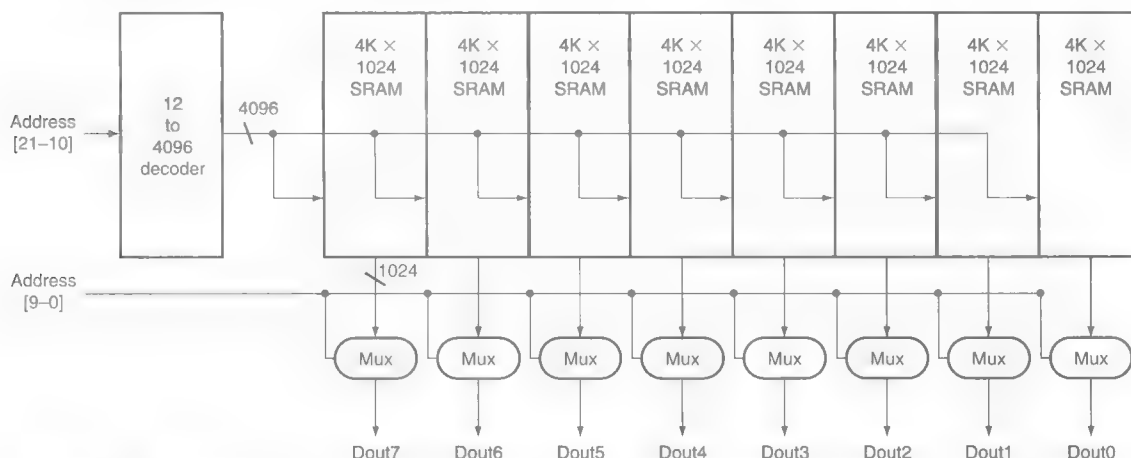 4K × 1024 SRAM
4K × 1024 SRAM
4K × 1024 SRAM
4K × 1024 SRAM
4K × 1024 SRAM
4K × 1024 SRAM
4K × 1024 SRAM
4K × 1024 SRAM
Address
[21–10]
12
to
4096
decoder
4096
1024
Address
[9–0]
Mux Mux Mux Mux Mux Mux Mux Mux
Dout7 Dout6 Dout5 Dout4 Dout3 Dout2 Dout1 Dout0